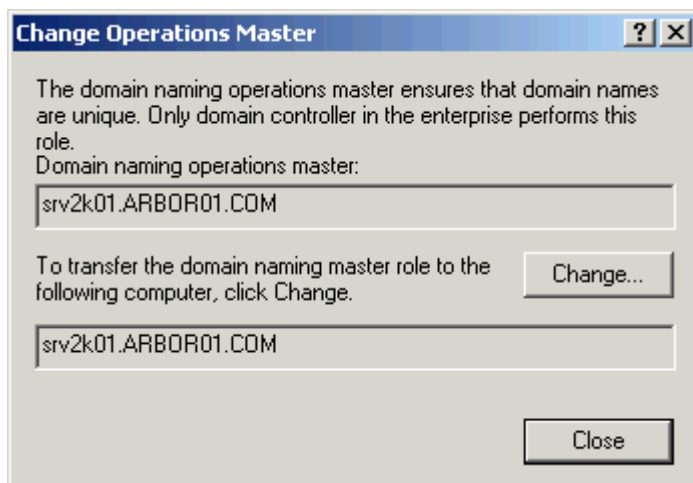 Change Operations Master
The domain naming operations master ensures that domain names
are unique. Only domain controller in the enterprise performs this
role.
Domain naming operations master:
srv2k01.ARBOR01.COM
To transfer the domain naming master role to the
following computer, click Change.
Change...
srv2k01.ARBOR01.COM
Close